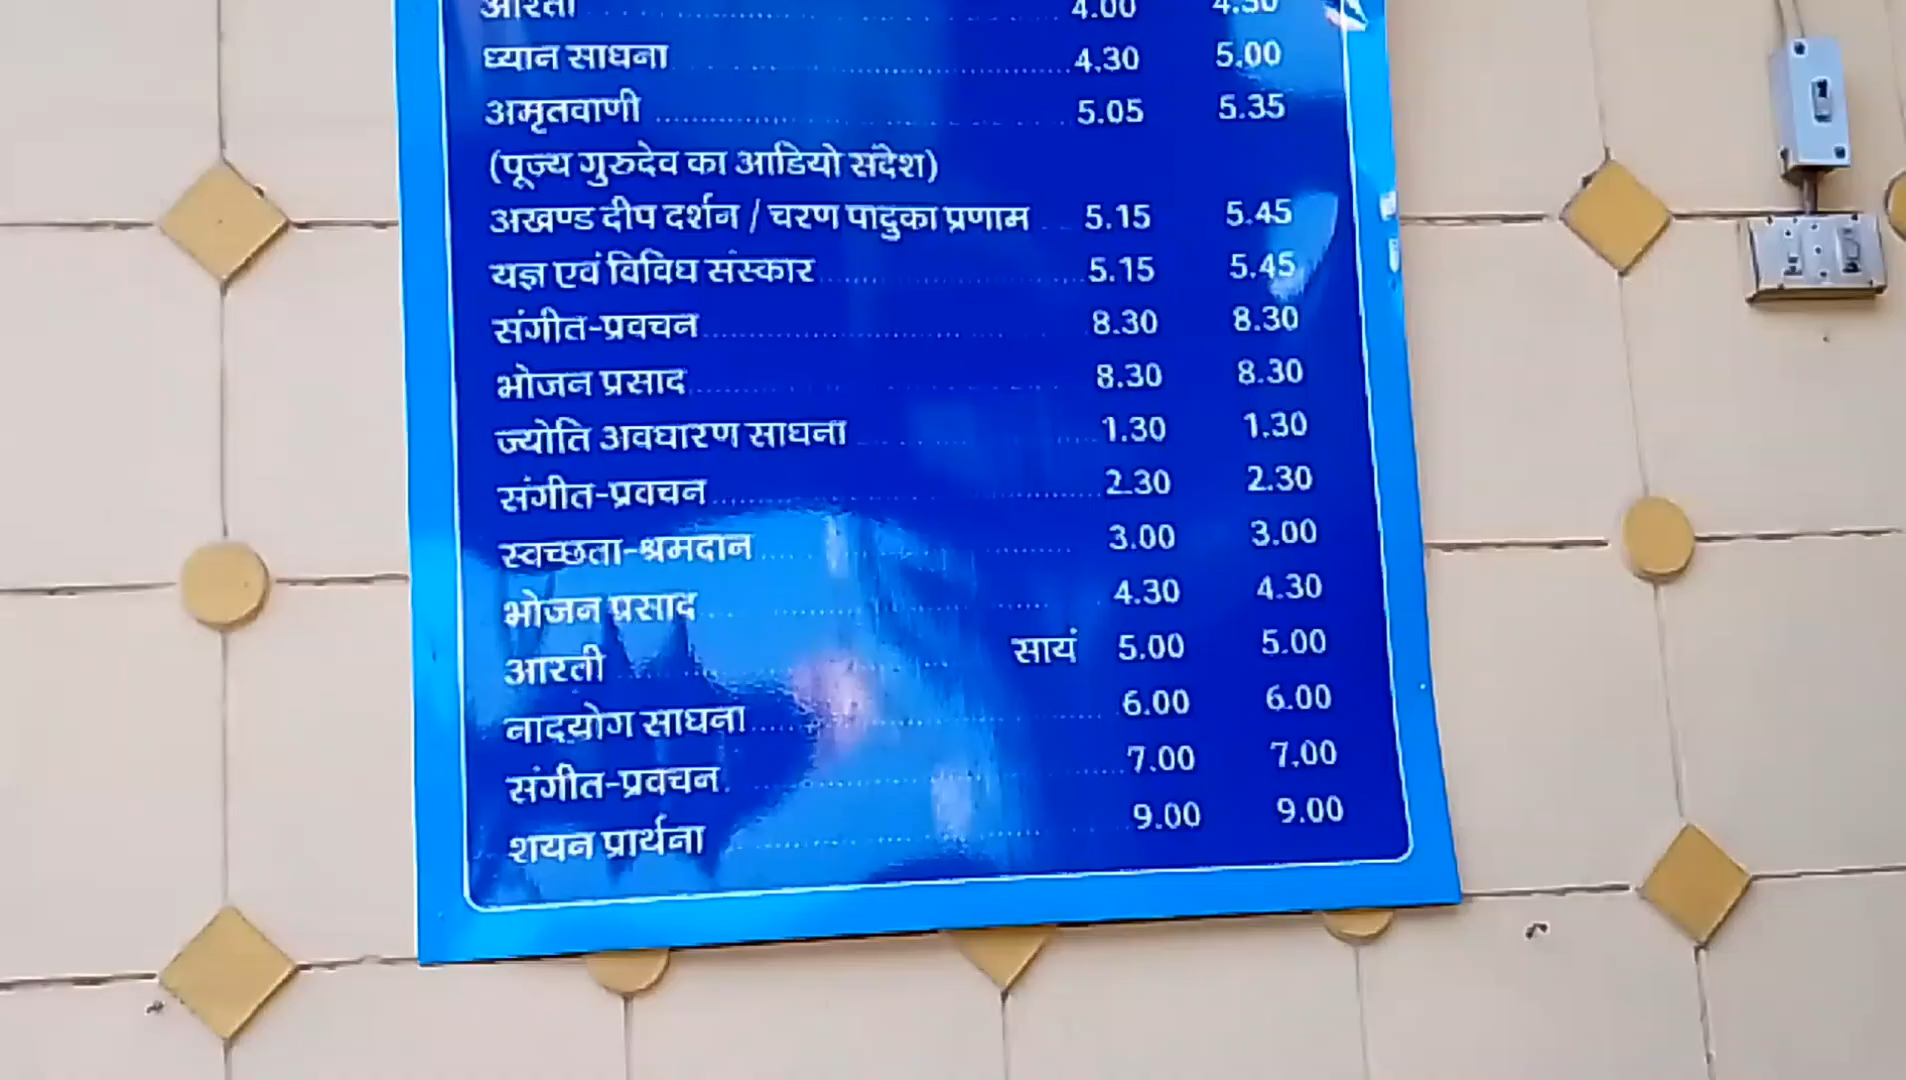 आरती 4.00 4.30
ध्यान साधना 4.30 5.00
अमृतवाणी 5.05 5.35
(पूज्य गुरुदेव का आडियो संदेश)
अखण्ड दीप दर्शन / चरण पादुका प्रणाम 5.15 5.45
यज्ञ एवं विविध संस्कार 5.15 5.45
संगीत-प्रवचन 8.30 8.30
भोजन प्रसाद 8.30 8.30
ज्योति अवधारण साधना 1.30 1.30
संगीत-प्रवचन 2.30 2.30
स्वच्छता-श्रमदान 3.00 3.00
भोजन प्रसाद 4.30 4.30
आरती सायं 5.00 5.00
नादयोग साधना 6.00 6.00
संगीत-प्रवचन 7.00 7.00
शयन प्रार्थना 9.00 9.00